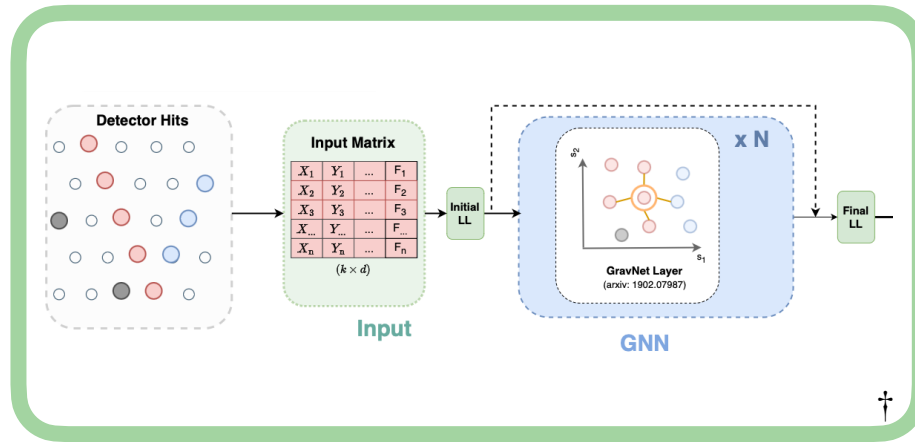 Detector Hits
Input Matrix
X₁ Y₁ ... F₁
X₂ Y₂ ... F₂
X₃ Y₃ ... F₃
X... Y... ... F...
Xₙ Yₙ ... Fₙ
(k × d)
Input
Initial
LL
x N
S₂
S₁
GravNet Layer
(arxiv: 1902.07987)
GNN
Final
LL
†